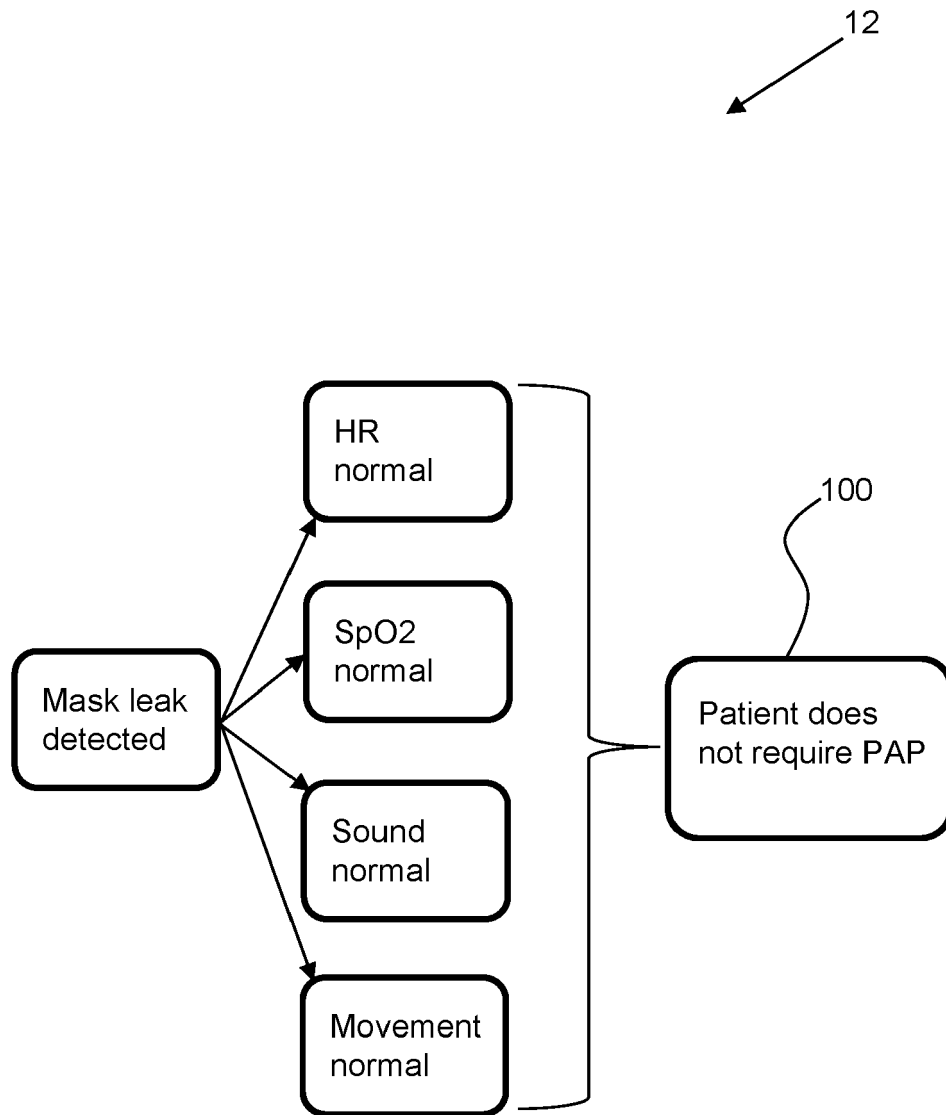 12
HR
normal
100
SpO2
normal
Mask leak
detected
Patient does
not require PAP
Sound
normal
Movement
normal